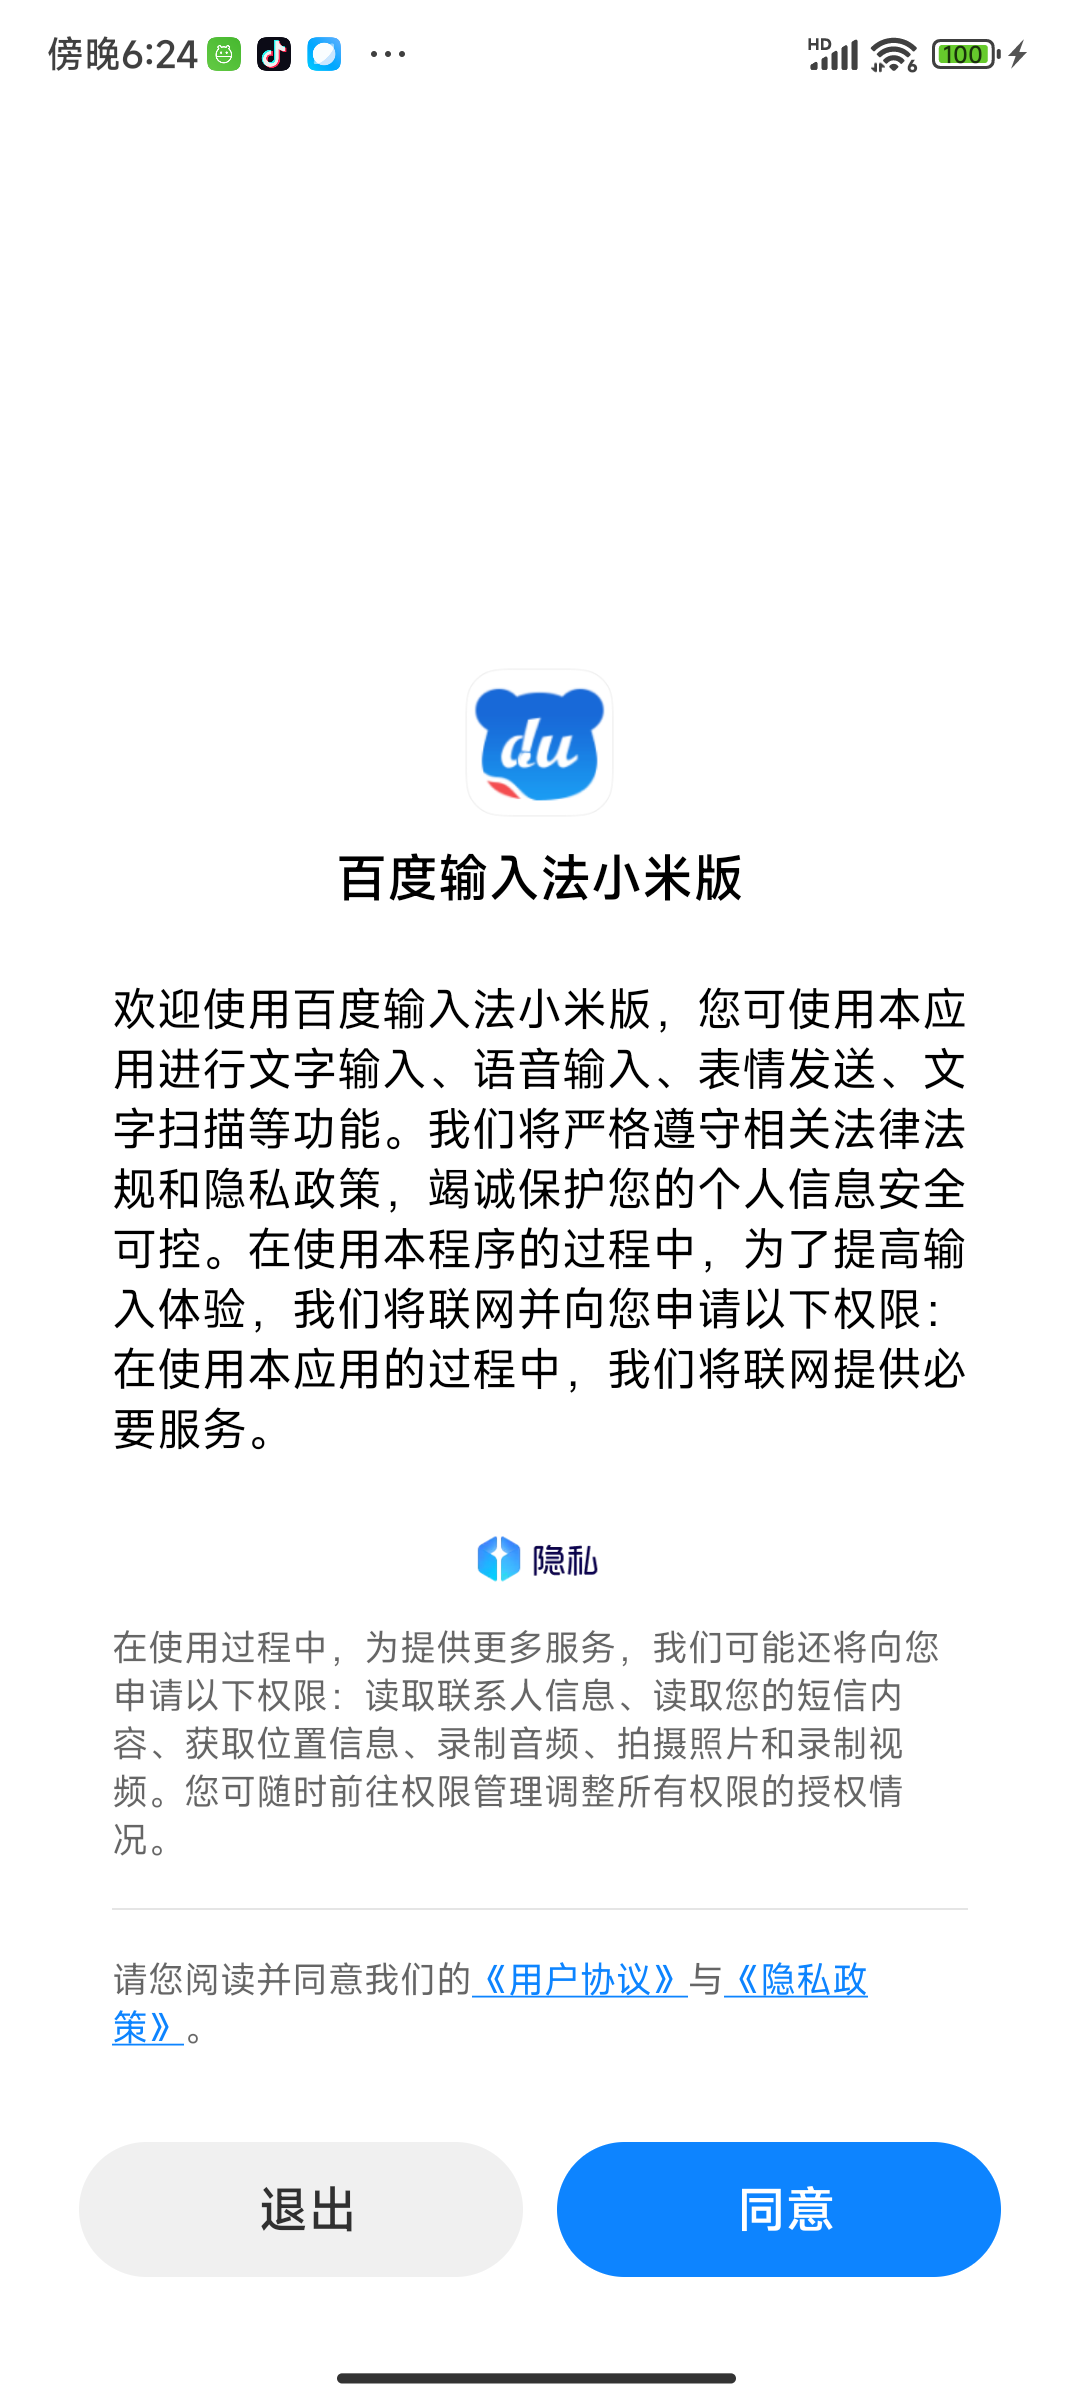 傍晚6:24
HD
6
100
du
百度输入法小米版
欢迎使用百度输入法小米版，您可使用本应
用进行文字输入、语音输入、表情发送、文
字扫描等功能。我们将严格遵守相关法律法
规和隐私政策，竭诚保护您的个人信息安全
可控。在使用本程序的过程中，为了提高输
入体验，我们将联网并向您申请以下权限：
在使用本应用的过程中，我们将联网提供必
要服务。
隐私
在使用过程中，为提供更多服务，我们可能还将向您
申请以下权限：读取联系人信息、读取您的短信内
容、获取位置信息、录制音频、拍摄照片和录制视
频。您可随时前往权限管理调整所有权限的授权情
况。
请您阅读并同意我们的《用户协议》与《隐私政
策》。
退出
同意